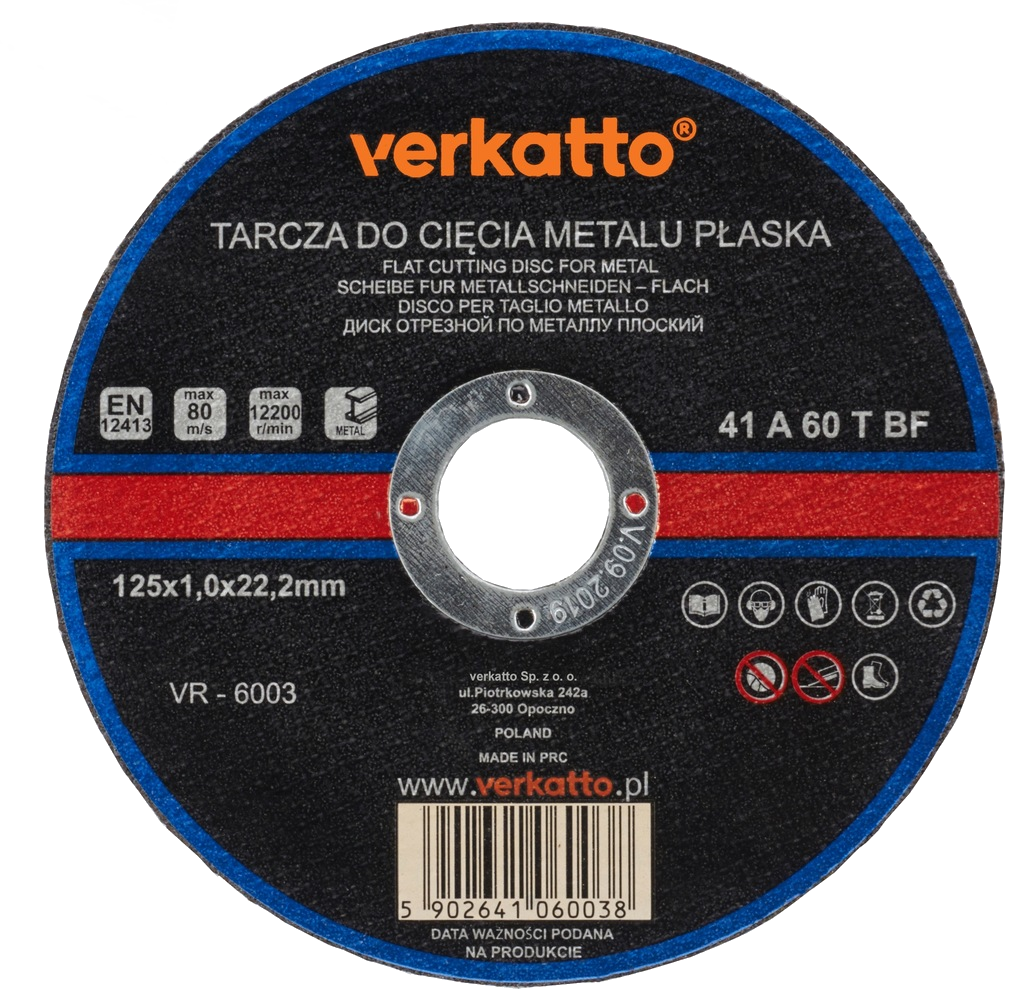 verkatto®
TARCZA DO CIĘCIA METALU PŁASKA
FLAT CUTTING DISC FOR METAL
SCHEIBE FUR METALLSCHNEIDEN – FLACH
DISCO PER TAGLIO METALLO
ДИСК ОТРЕЗНОЙ ПО МЕТАЛЛУ ПЛОСКИЙ
EN
12413
max
80
m/s
max
12200
r/min
METAL
41 A 60 T BF
V.09.2019
125x1,0x22,2mm
VR - 6003
verkatto Sp. z o. o.
ul.Piotrkowska 242a
26-300 Opoczno
POLAND
MADE IN PRC
www.verkatto.pl
5 902641 060038
DATA WAŻNOŚCI PODANA
NA PRODUKCIE